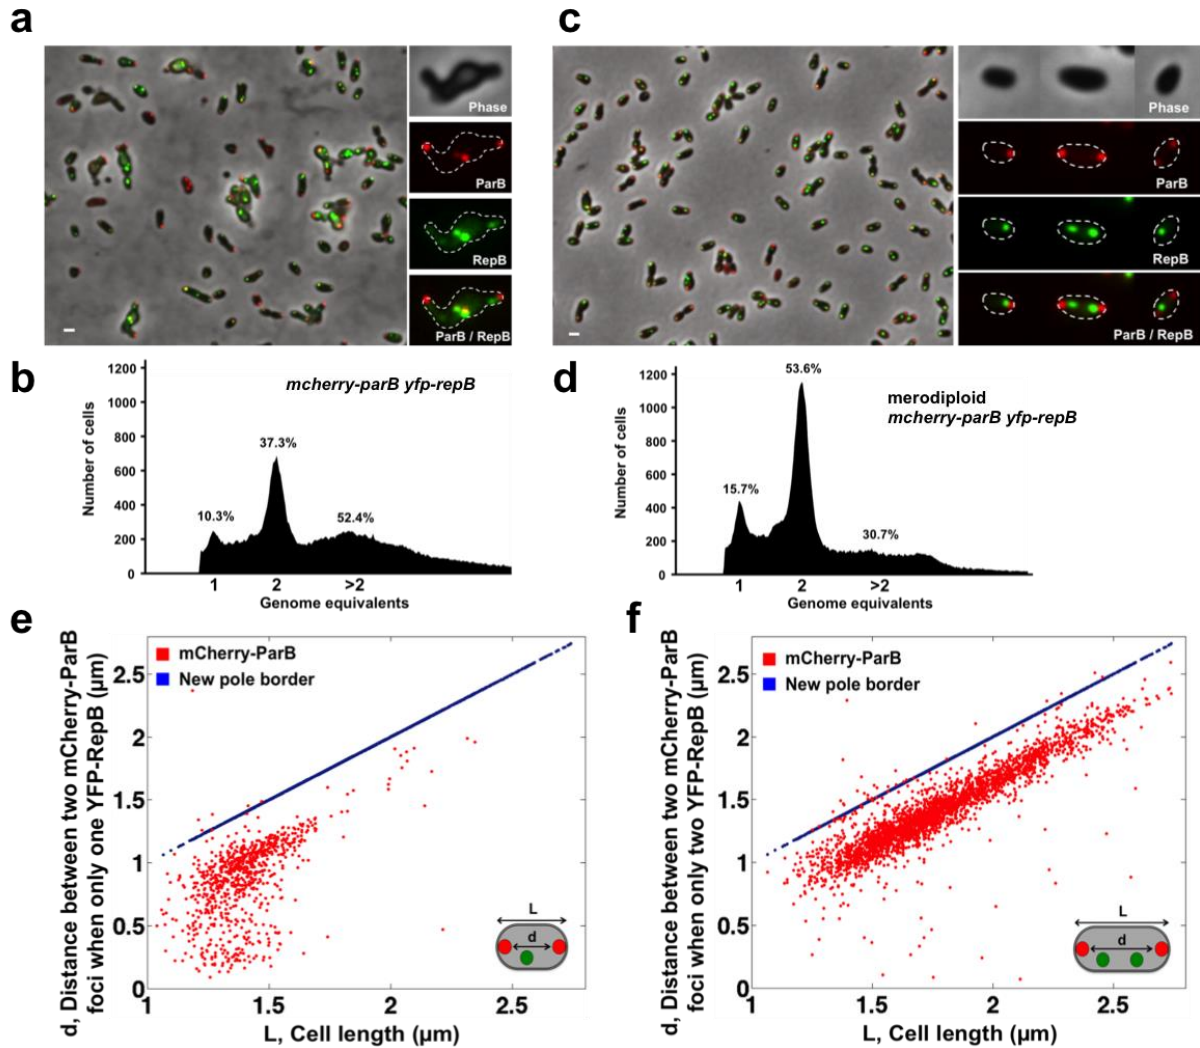 a
Phase
ParB
RepB
ParB / RepB
c
Phase
ParB
RepB
ParB / RepB
b
mcherry-parB yfp-repB
Number of cells
1200
1000
800
600
400
200
0
10.3%
37.3%
52.4%
1 2 >2
Genome equivalents
d
merodiploid
mcherry-parB yfp-repB
Number of cells
1200
1000
800
600
400
200
0
15.7%
53.6%
30.7%
1 2 >2
Genome equivalents
e
d, Distance between two mCherry-ParB
foci when only one YFP-RepB (µm)
mCherry-ParB
New pole border
2.5
2
1.5
1
0.5
0
L
d
1 1.5 2 2.5
L, Cell length (µm)
f
d, Distance between two mCherry-ParB
foci when only two YFP-RepB (µm)
mCherry-ParB
New pole border
2.5
2
1.5
1
0.5
0
L
d
1 1.5 2 2.5
L, Cell length (µm)